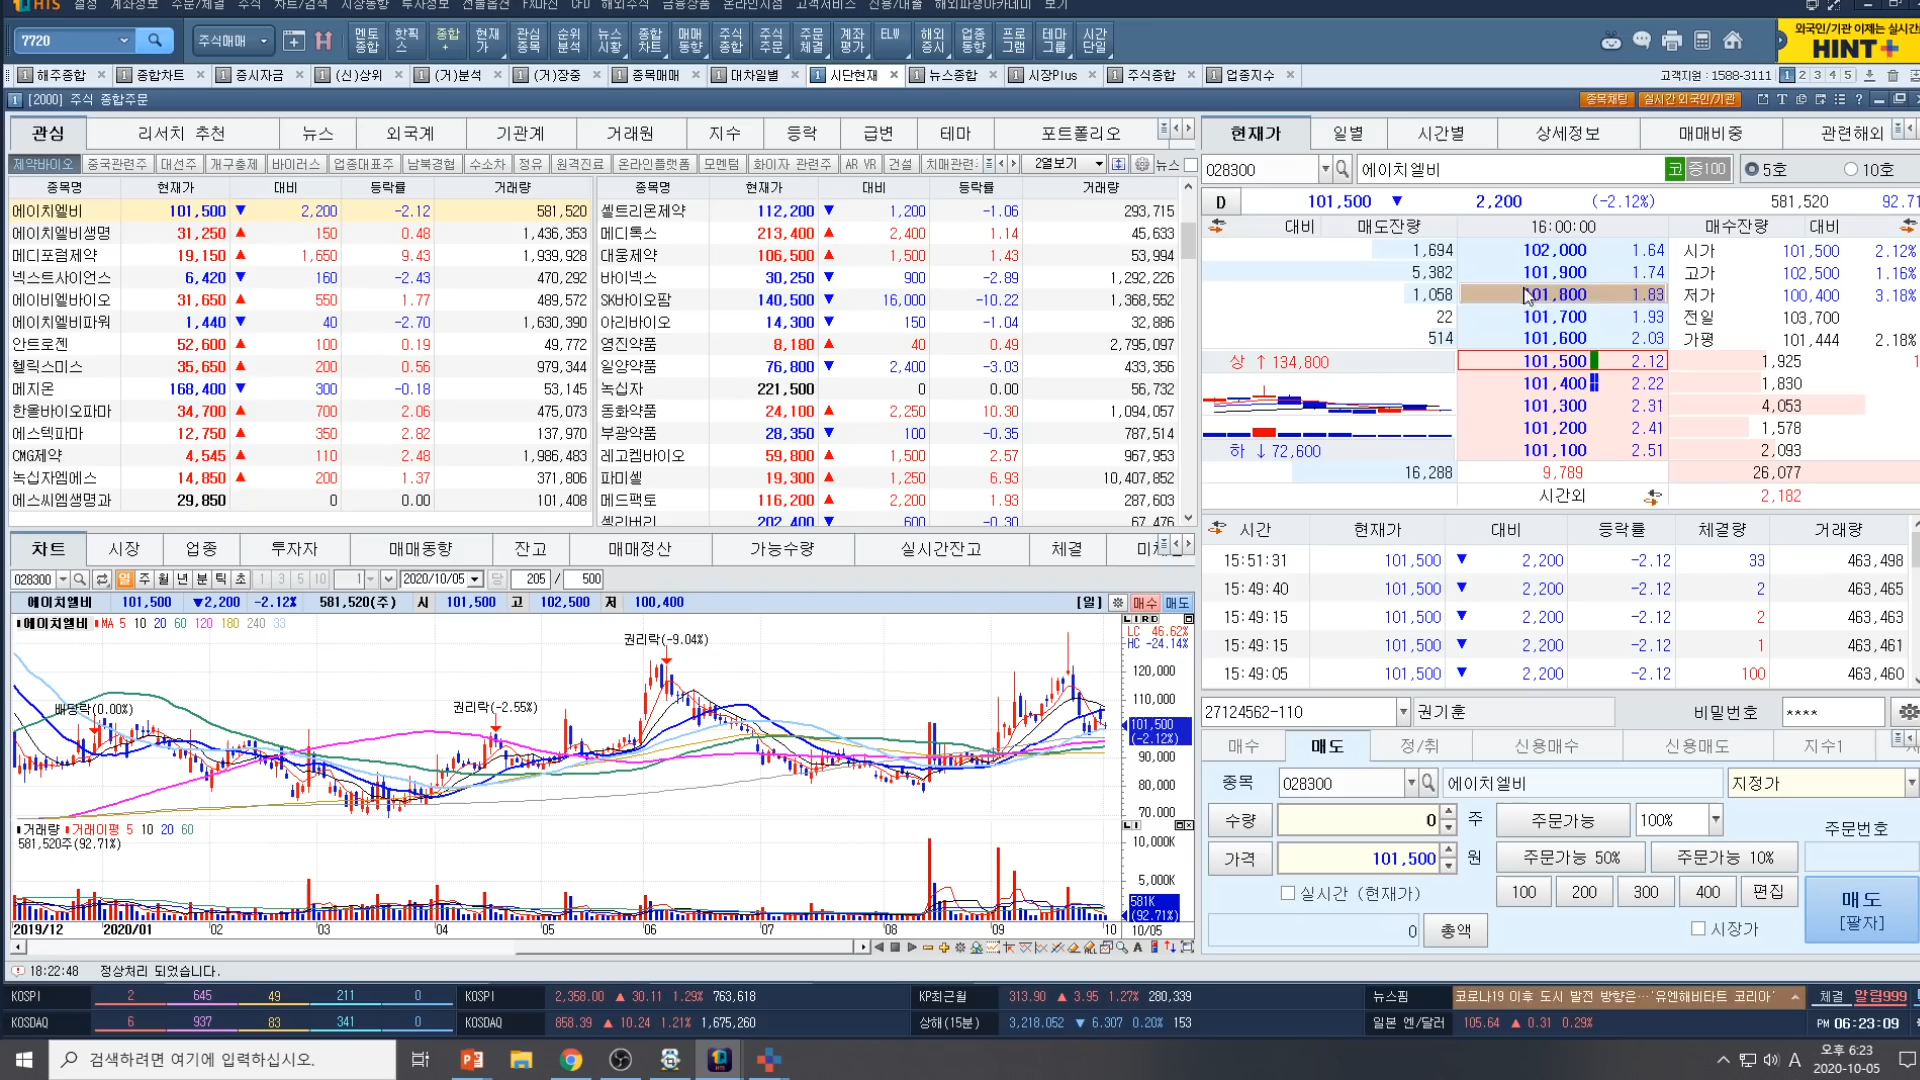 HTS 설정 계좌정보 주문/체결 주식 차트/검색 시장동향 투자정보 선물옵션 FX마진 CFD 해외주식 금융상품 온라인지점 고객서비스 신용/대출 해외파생아카데미 보기
7720 주식매매 멘토종합 핫픽스 종합+ 현재가 관심종목 순위분석 뉴스시황 종합차트 매매동향 주식종합 주식주문 주문체결 계좌평가 ELW 해외증시 업종동향 프로그램 테마그룹 시간단일
외국인/기관 이제는 실시간
HINT+
1 해주종합 1 종합차트 1 증시자금 1 (신)상위 1 (거)분석 1 (거)장중 1 종목매매 1 대차일별 1 시단현재 1 뉴스종합 1 시장Plus 1 주식종합 1 업종지수 고객지원 : 1588-3111 1 2 3 4 5
1 [2000] 주식 종합주문 종목채팅 실시간외국인/기관
관심 리서치 추천 뉴스 외국계 기관계 거래원 지수 등락 급변 테마 포트폴리오
제약바이오 중국관련주 대선주 개구충제 바이러스 업종대표주 남북경협 수소차 정유 원격진료 온라인플랫폼 모멘텀 화이자 관련주 AR VR 건설 치매관련 2열보기 뉴스
종목명 현재가 대비 등락률 거래량 종목명 현재가 대비 등락률 거래량
에이치엘비 101,500 ▼ 2,200 -2.12 581,520 셀트리온제약 112,200 ▼ 1,200 -1.06 293,715
에이치엘비생명 31,250 ▲ 150 0.48 1,436,353 메디톡스 213,400 ▲ 2,400 1.14 45,633
메디포럼제약 19,150 ▲ 1,650 9.43 1,939,928 대웅제약 106,500 ▲ 1,500 1.43 53,994
넥스트사이언스 6,420 ▼ 160 -2.43 470,292 바이넥스 30,250 ▼ 900 -2.89 1,292,226
에이비엘바이오 31,650 ▲ 550 1.77 489,572 SK바이오팜 140,500 ▼ 16,000 -10.22 1,368,552
에이치엘비파워 1,440 ▼ 40 -2.70 1,630,390 아리바이오 14,300 ▼ 150 -1.04 32,886
안트로젠 52,600 ▲ 100 0.19 49,772 영진약품 8,180 ▲ 40 0.49 2,795,097
헬릭스미스 35,650 ▲ 200 0.56 979,344 일양약품 76,800 ▼ 2,400 -3.03 433,356
메지온 168,400 ▼ 300 -0.18 53,145 녹십자 221,500 0 0.00 56,732
한올바이오파마 34,700 ▲ 700 2.06 475,073 동화약품 24,100 ▲ 2,250 10.30 1,094,057
에스텍파마 12,750 ▲ 350 2.82 137,970 부광약품 28,350 ▼ 100 -0.35 787,514
CMG제약 4,545 ▲ 110 2.48 1,986,483 레고켐바이오 59,800 ▲ 1,500 2.57 967,953
녹십자엠에스 14,850 ▲ 200 1.37 371,806 파미셀 19,300 ▲ 1,250 6.93 10,407,852
에스씨엠생명과 29,850 0 0.00 101,408 메드팩토 116,200 ▲ 2,200 1.93 287,603
셀리버리 202,400 ▼ 600 -0.30 67,476
차트 시장 업종 투자자 매매동향 잔고 매매정산 가능수량 실시간잔고 체결 미체
028300 일 주 월 년 분 틱 초 1 3 5 10 1 2020/10/05 당 205 / 500
에이치엘비 101,500 ▼2,200 -2.12% 581,520(주) 시 101,500 고 102,500 저 100,400 [일] 매수 매도
에이치엘비 MA 5 10 20 60 120 180 240 33
배당락(0.00%)
권리락(-2.55%)
권리락(-9.04%)
LC 46.62%
HC -24.14%
120,000
110,000
101,500
(-2.12%)
90,000
80,000
70,000
거래량 거래이평 5 10 20 60
581,520주(92.71%)
10,000K
5,000K
581K
(92.71%)
2019/12 2020/01 02 03 04 05 06 07 08 09 10 10/05
18:22:48 정상처리 되었습니다.
현재가 일별 시간별 상세정보 매매비중 관련해외
028300 에이치엘비 코 증100 5호 10호
D 101,500 ▼ 2,200 (-2.12%) 581,520 92.71
대비 매도잔량 16:00:00 매수잔량 대비
1,694 102,000 1.64 시가 101,500 2.12%
5,382 101,900 1.74 고가 102,500 1.16%
1,058 101,800 1.83 저가 100,400 3.18%
22 101,700 1.93 전일 103,700
514 101,600 2.03 가평 101,444 2.18%
상 ↑ 134,800 101,500 2.12 1,925 1
101,400 2.22 1,830
101,300 2.31 4,053
101,200 2.41 1,578
하 ↓ 72,600 101,100 2.51 2,093
16,288 9,789 26,077
시간외 2,182
시간 현재가 대비 등락률 체결량 거래량
15:51:31 101,500 ▼ 2,200 -2.12 33 463,498
15:49:40 101,500 ▼ 2,200 -2.12 2 463,465
15:49:15 101,500 ▼ 2,200 -2.12 2 463,463
15:49:15 101,500 ▼ 2,200 -2.12 1 463,461
15:49:05 101,500 ▼ 2,200 -2.12 100 463,460
27124562-110 권기훈 비밀번호 ****
매수 매도 정/취 신용매수 신용매도 지수1
종목 028300 에이치엘비 지정가
수량 0 주 주문가능 100% 주문번호
가격 101,500 원 주문가능 50% 주문가능 10%
실시간 (현재가) 100 200 300 400 편집
매도
[팔자]
0 총액 시장가
KOSPI 2 645 49 211 0 KOSPI 2,358.00 ▲ 30.11 1.29% 763,618 KP최근월 313.90 ▲ 3.95 1.27% 280,339 뉴스핌 코로나19 이후 도시 발전 방향은…'유엔해비타트 코리아' 체결 알림999
KOSDAQ 6 937 83 341 0 KOSDAQ 858.39 ▲ 10.24 1.21% 1,675,260 상해(15분) 3,218.052 ▼ 6.307 0.20% 153 일본 엔/달러 105.64 ▲ 0.31 0.29% PM 06:23:09
검색하려면 여기에 입력하십시오. A 오후 6:23
2020-10-05